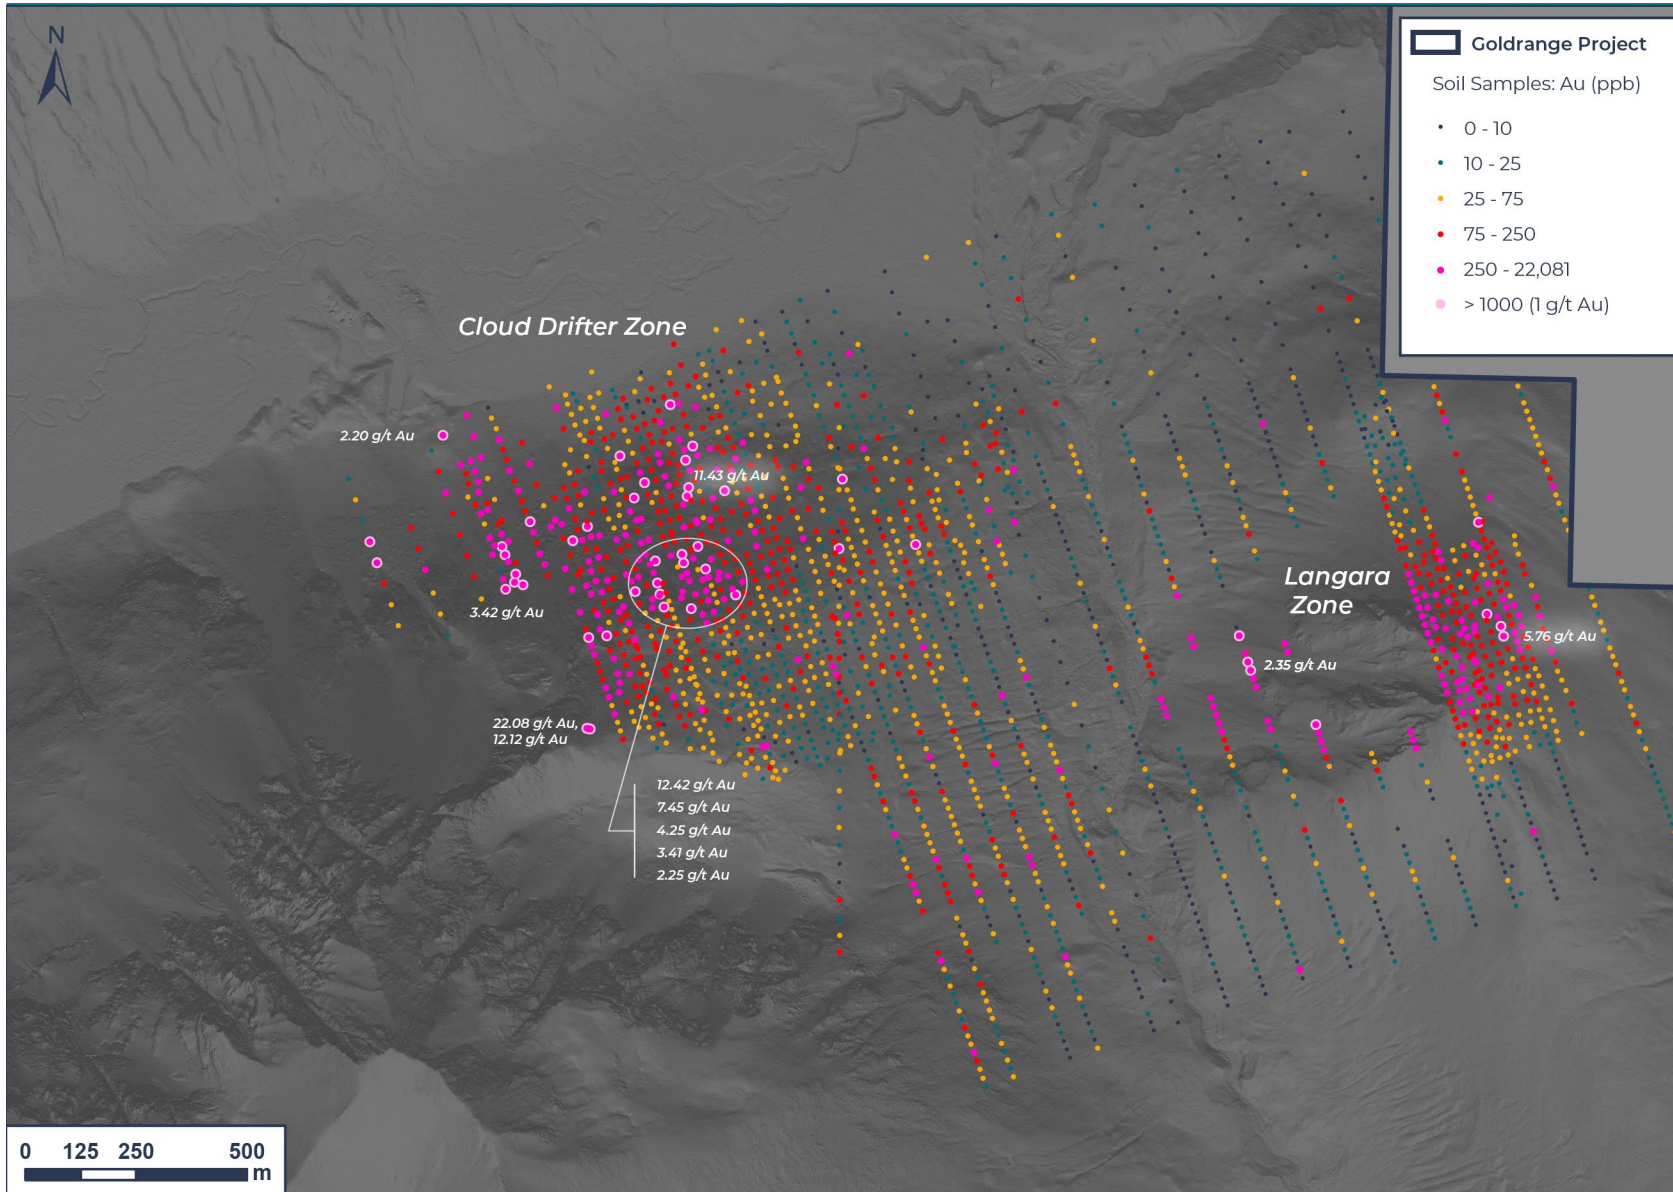 N
Goldrange Project
Soil Samples: Au (ppb)
0 - 10
10 - 25
25 - 75
75 - 250
250 - 22,081
> 1000 (1 g/t Au)
Cloud Drifter Zone
2.20 g/t Au
11.43 g/t Au
3.42 g/t Au
Langara
Zone
5.76 g/t Au
2.35 g/t Au
22.08 g/t Au,
12.12 g/t Au
12.42 g/t Au
7.45 g/t Au
4.25 g/t Au
3.41 g/t Au
2.25 g/t Au
0 125 250 500
m